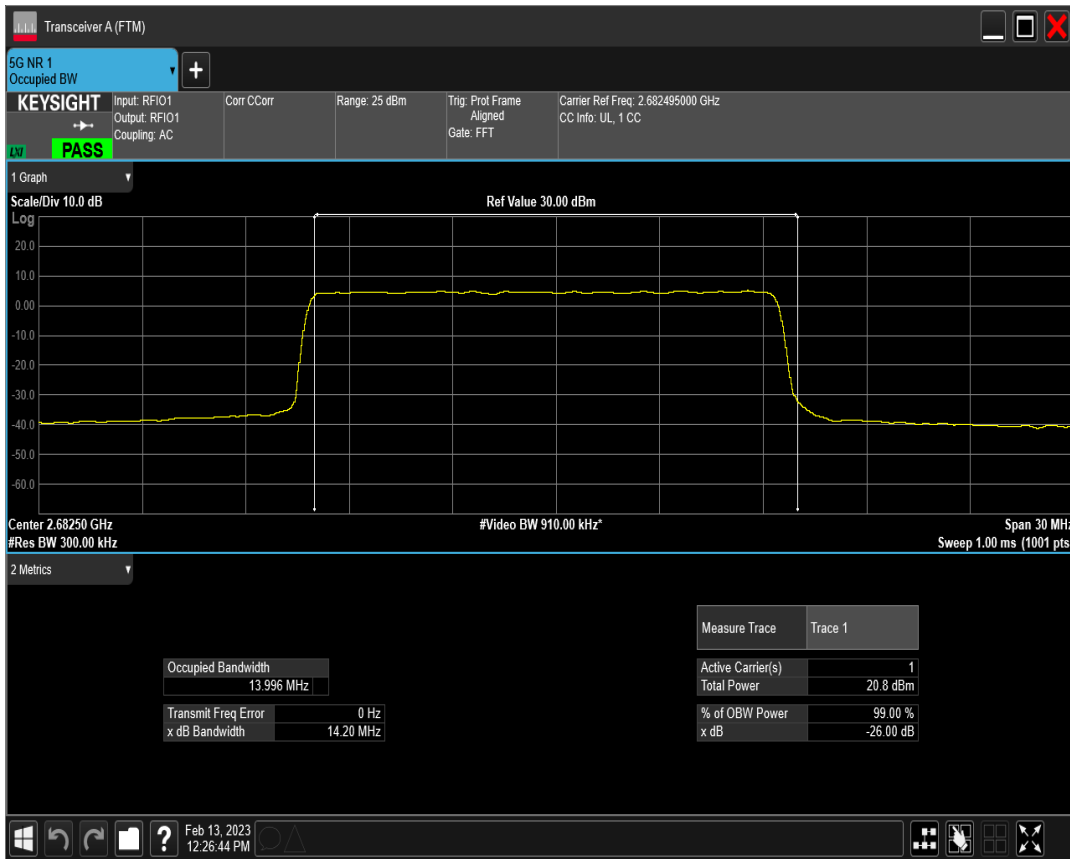 Transceiver A (FTM)
5G NR 1
Occupied BW
+
KEYSIGHT
LXI
PASS
Input: RFIO1
Output: RFIO1
Coupling: AC
Corr CCorr
Range: 25 dBm
Trig: Prot Frame
Aligned
Gate: FFT
Carrier Ref Freq: 2.682495000 GHz
CC Info: UL, 1 CC
1 Graph
Scale/Div 10.0 dB
Ref Value 30.00 dBm
Log
20.0
10.0
0.00
-10.0
-20.0
-30.0
-40.0
-50.0
-60.0
Center 2.68250 GHz
#Video BW 910.00 kHz*
Span 30 MHz
#Res BW 300.00 kHz
Sweep 1.00 ms (1001 pts
2 Metrics
Measure Trace Trace 1
Occupied Bandwidth
13.996 MHz
Active Carrier(s) 1
Total Power 20.8 dBm
Transmit Freq Error 0 Hz
x dB Bandwidth 14.20 MHz
% of OBW Power 99.00 %
x dB -26.00 dB
?
Feb 13, 2023
12:26:44 PM